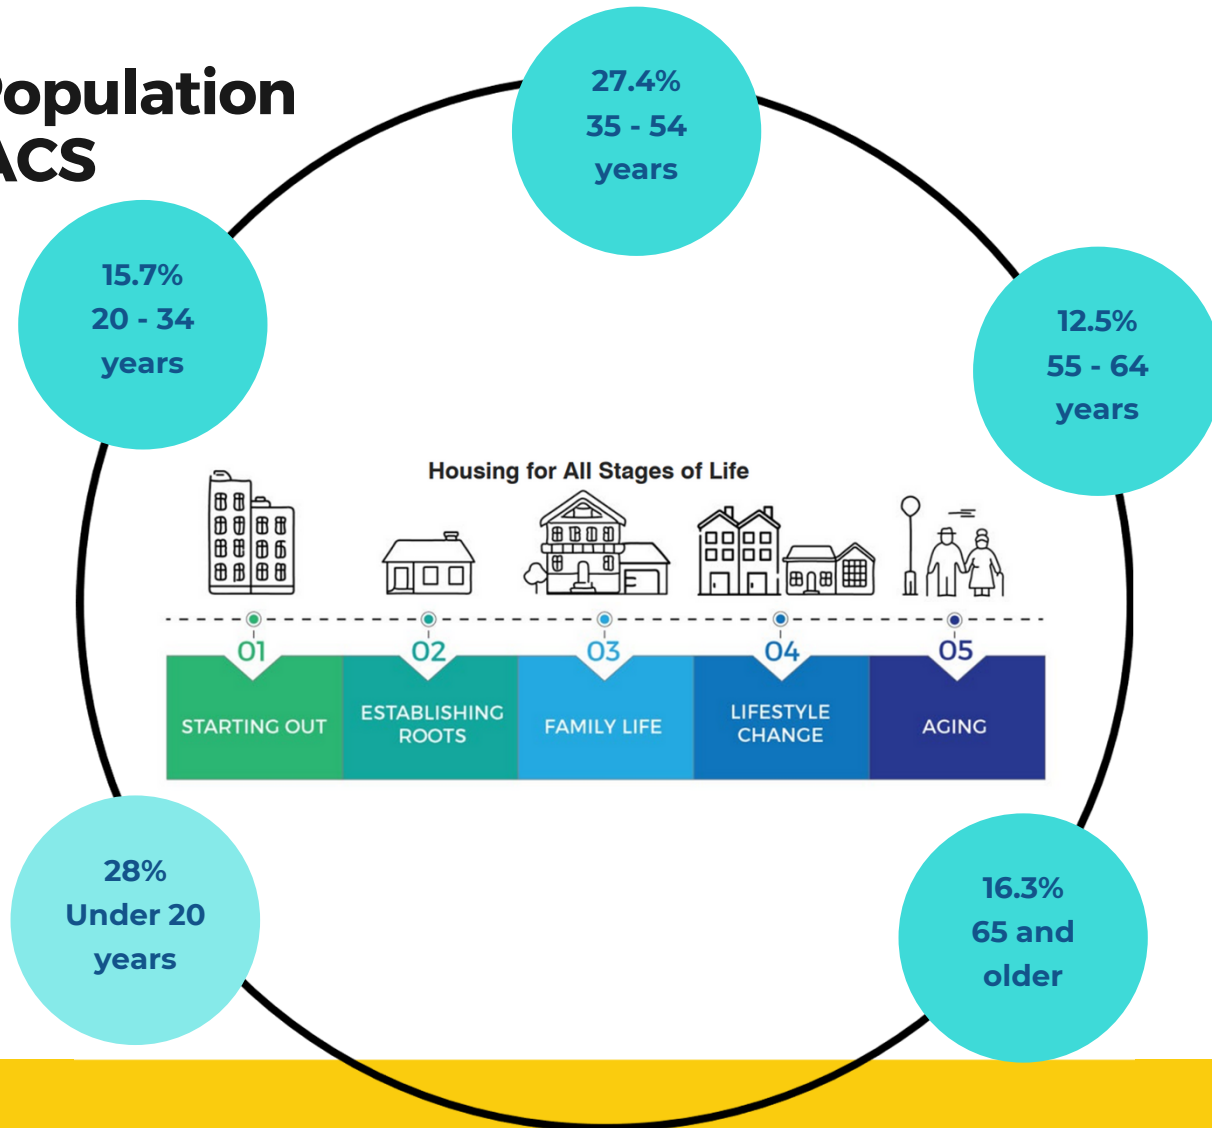 Population
ACS
27.4%
35 - 54
years
15.7%
20 - 34
years
12.5%
55 - 64
years
Housing for All Stages of Life
01
02
03
04
05
STARTING OUT
ESTABLISHING
ROOTS
FAMILY LIFE
LIFESTYLE
CHANGE
AGING
28%
Under 20
years
16.3%
65 and
older